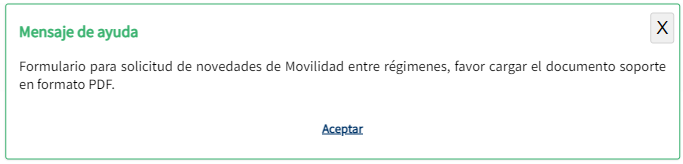 Mensaje de ayuda
X
Formulario para solicitud de novedades de Movilidad entre régimenes, favor cargar el documento soporte
en formato PDF.
Aceptar